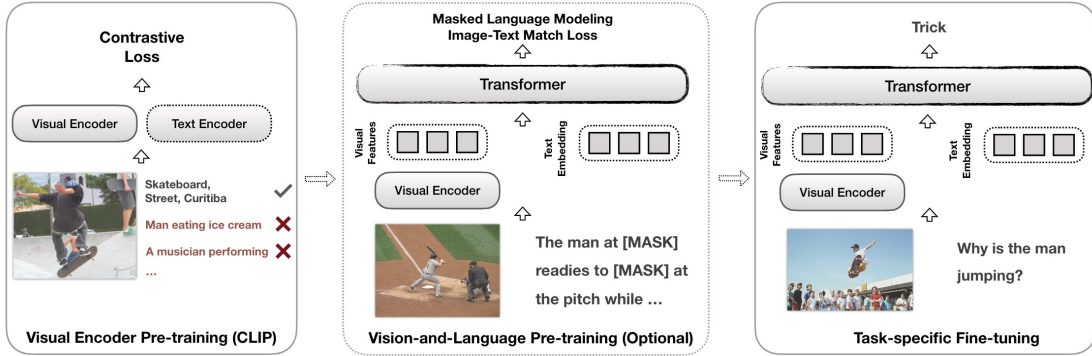 Contrastive
Loss
Visual Encoder
Text Encoder
Skateboard,
Street, Curitiba
Man eating ice cream
A musician performing
...
Visual Encoder Pre-training (CLIP)
Masked Language Modeling
Image-Text Match Loss
Transformer
Visual
Features
Text
Embedding
Visual Encoder
The man at [MASK]
readies to [MASK] at
the pitch while ...
Vision-and-Language Pre-training (Optional)
Trick
Transformer
Visual
Features
Text
Embedding
Visual Encoder
Why is the man
jumping?
Task-specific Fine-tuning